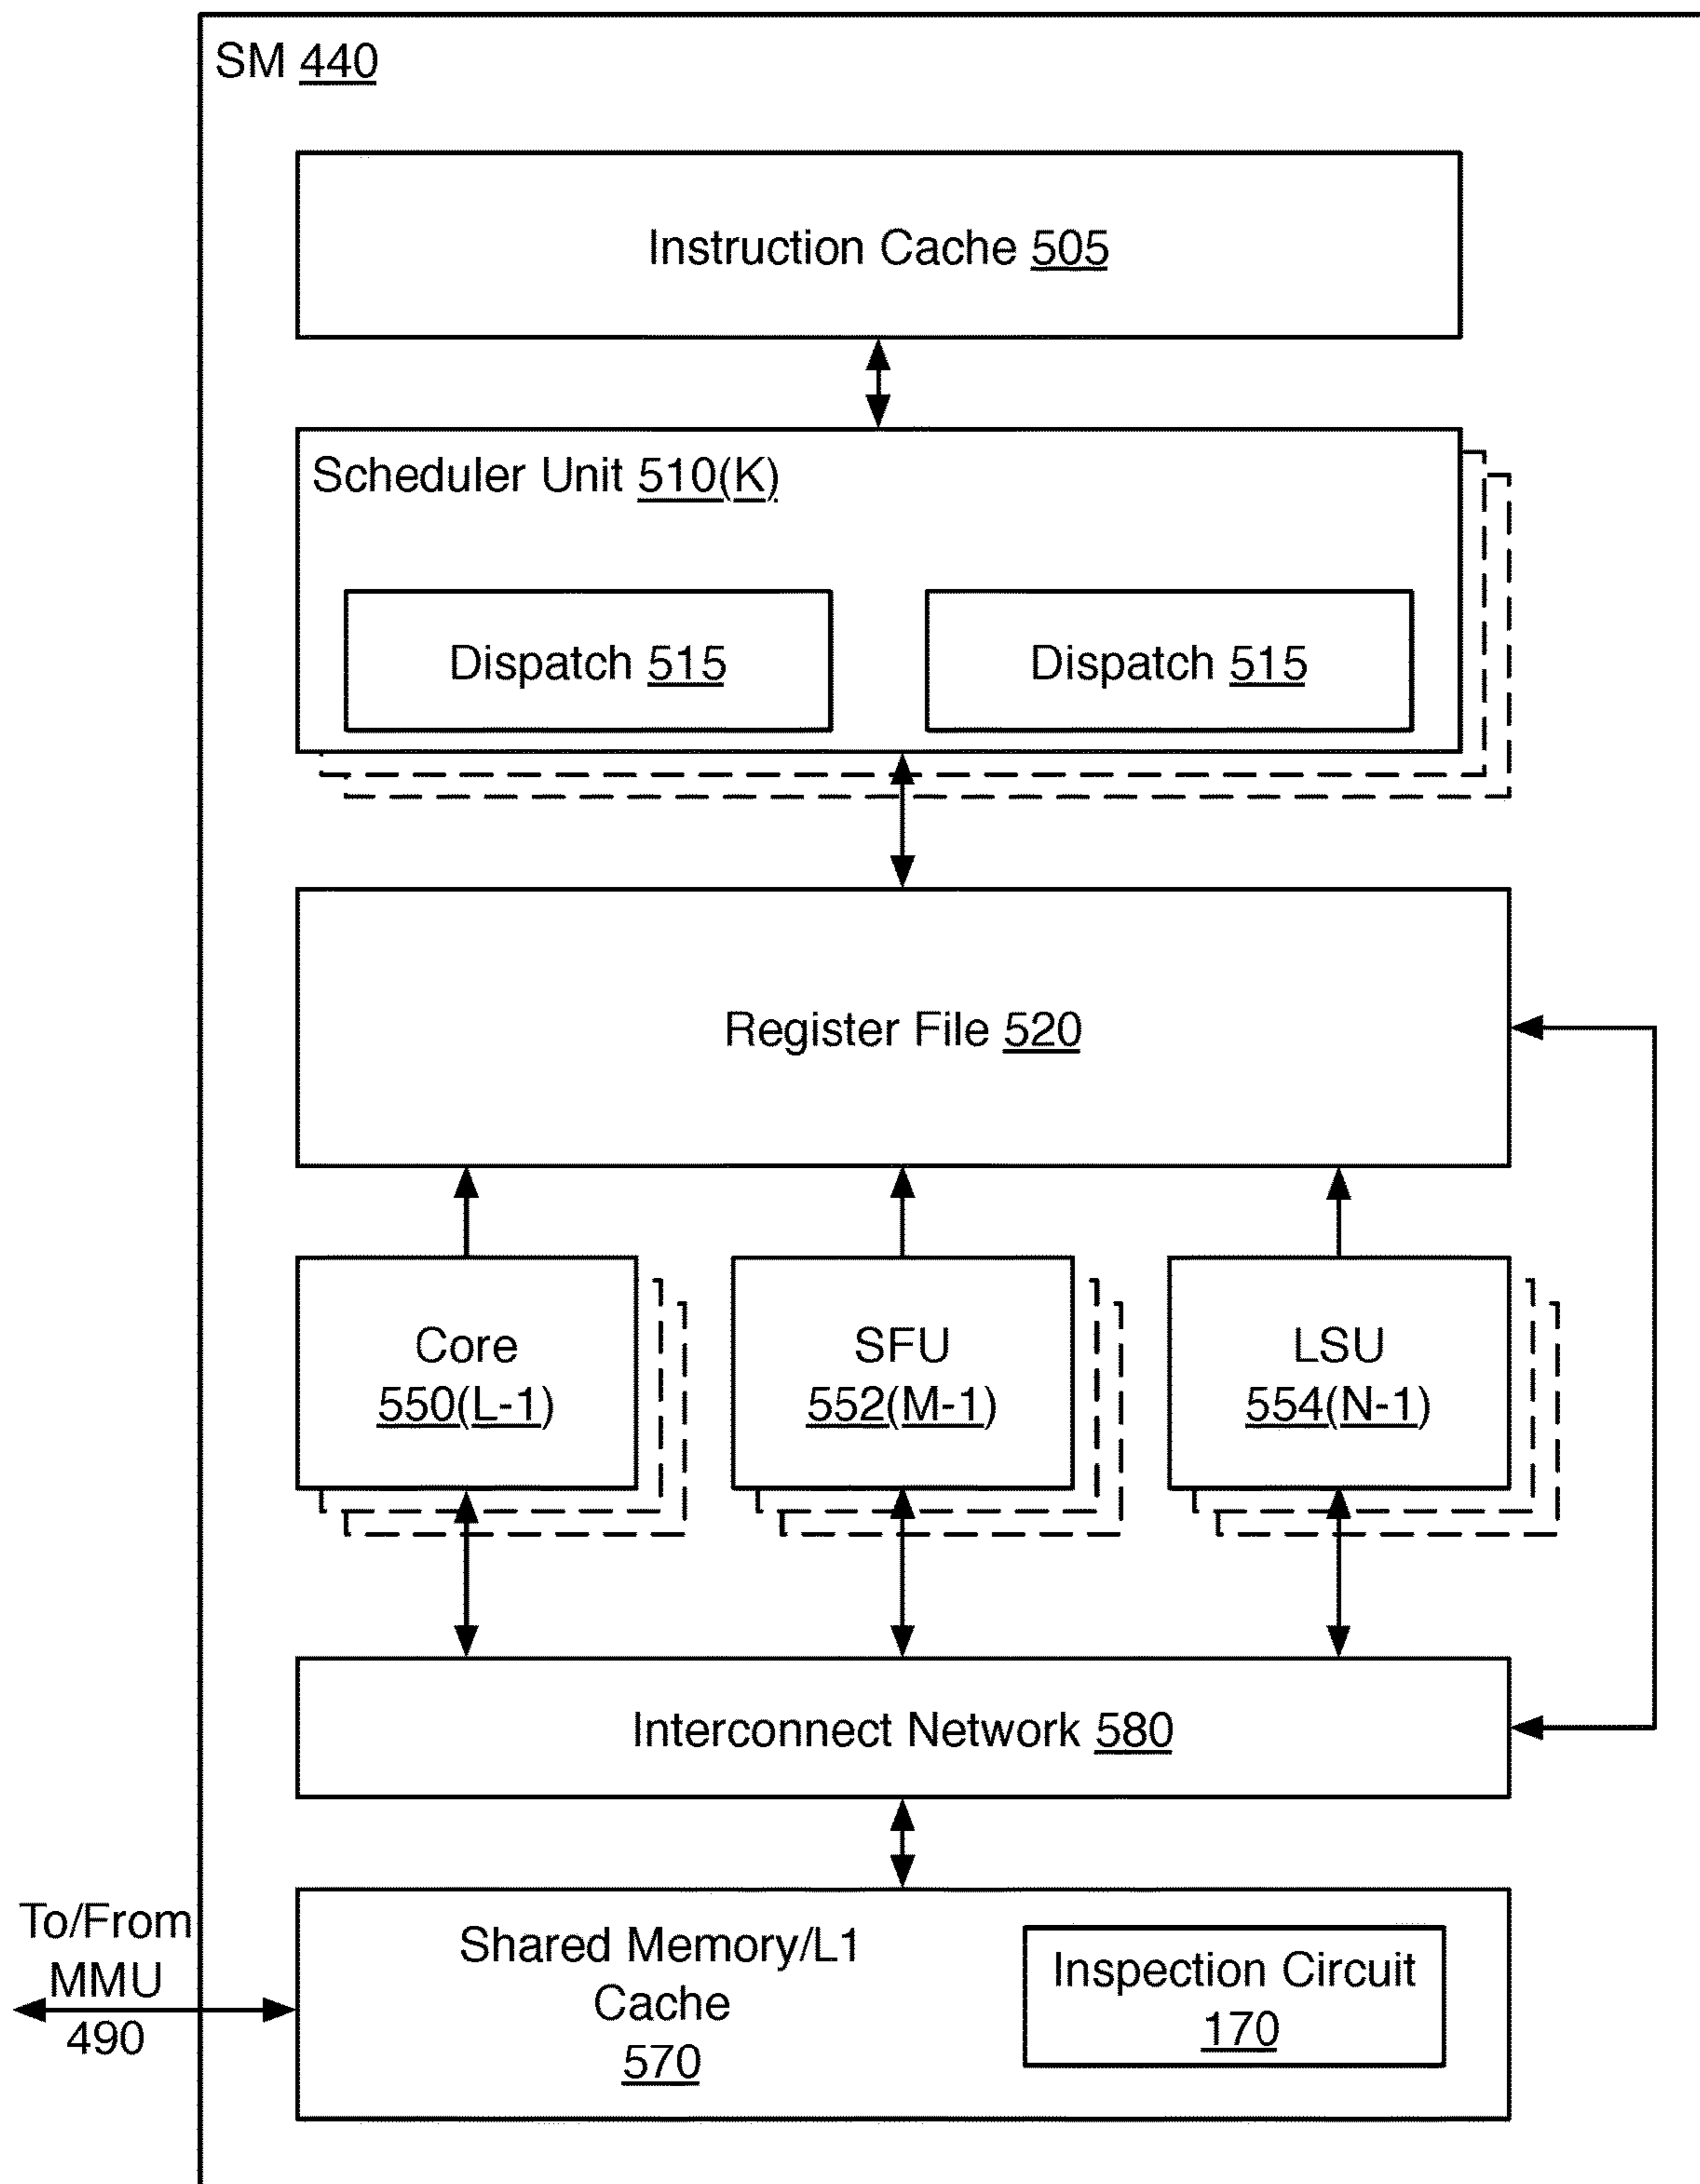 SM 440
Instruction Cache 505
Scheduler Unit 510(K)
Dispatch 515
Dispatch 515
Register File 520
Core
550(L-1)
SFU
552(M-1)
LSU
554(N-1)
Interconnect Network 580
To/From
MMU
490
Shared Memory/L1
Cache
570
Inspection Circuit
170